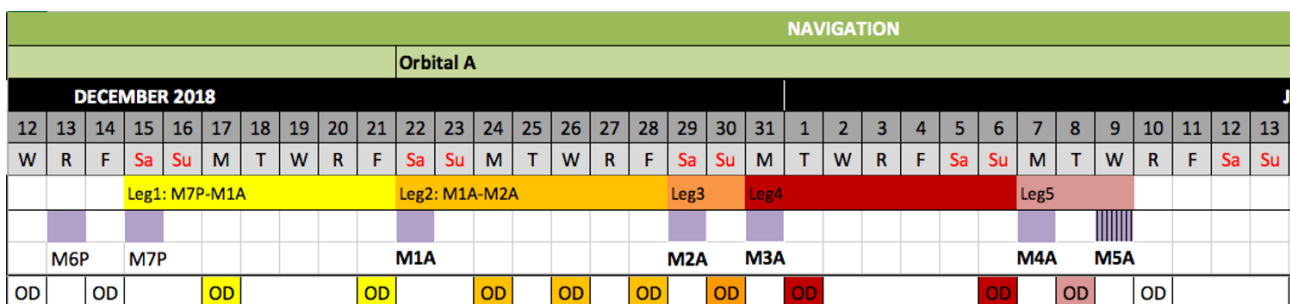 NAVIGATION
Orbital A
DECEMBER 2018 J
12 13 14 15 16 17 18 19 20 21 22 23 24 25 26 27 28 29 30 31 1 2 3 4 5 6 7 8 9 10 11 12 13
W R F Sa Su M T W R F Sa Su M T W R F Sa Su M T W R F Sa Su M T W R F Sa Su
Leg1: M7P-M1A Leg2: M1A-M2A Leg3 Leg4 Leg5
M6P M7P M1A M2A M3A M4A M5A
OD OD OD OD OD OD OD OD OD OD OD OD